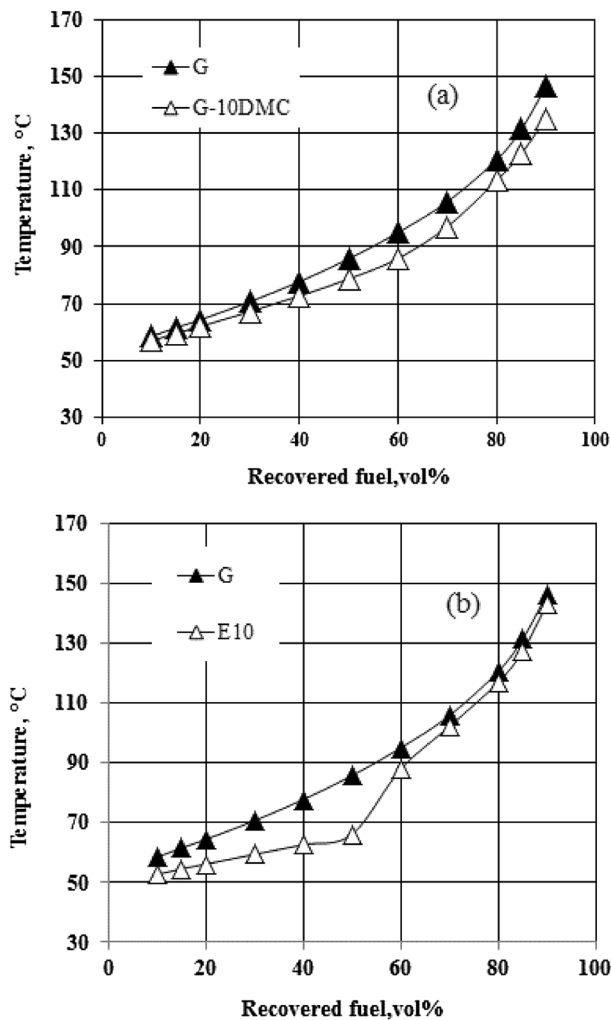 170
150
130
110
90
70
50
30
Temperature, °C
G
G-10DMC
(a)
0 20 40 60 80 100
Recovered fuel,vol%
170
150
130
110
90
70
50
30
Temperature, °C
G
E10
(b)
0 20 40 60 80 100
Recovered fuel,vol%